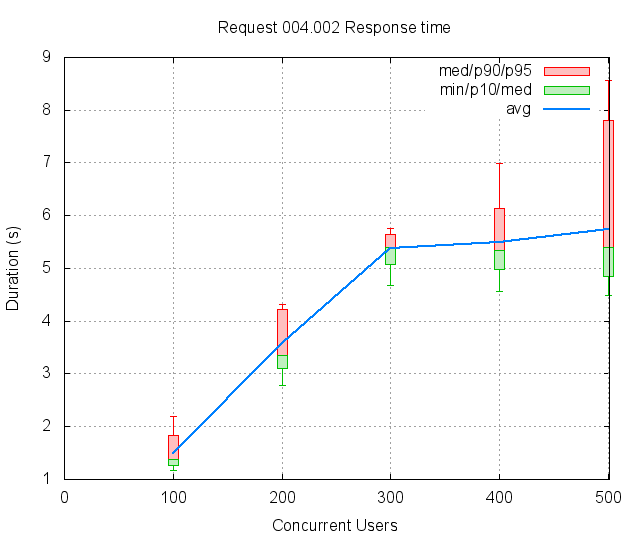 Request 004.002 Response time
med/p90/p95
min/p10/med
avg
9
8
7
6
5
4
3
2
1
Duration (s)
0 100 200 300 400 500
Concurrent Users